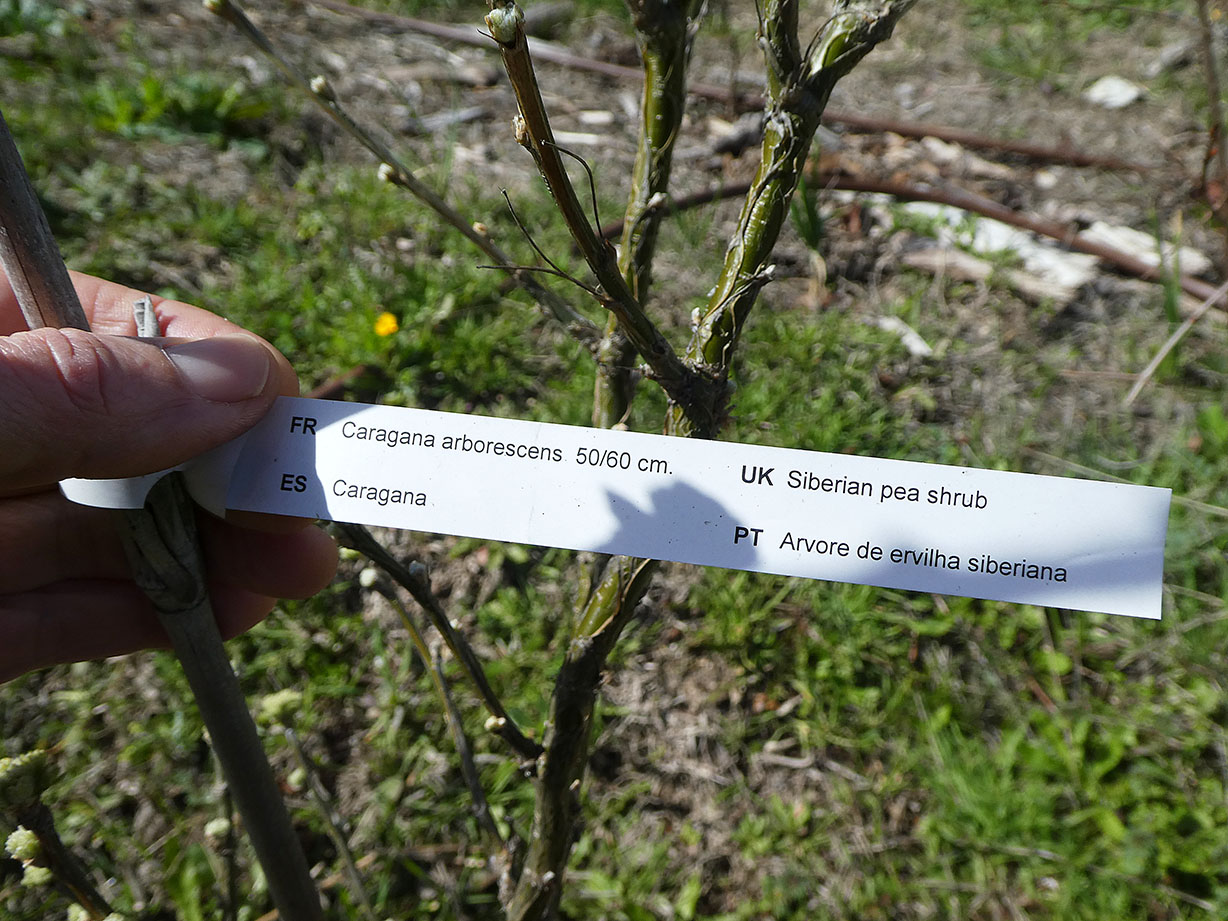 FR Caragana arborescens 50/60 cm.
ES Caragana
UK Siberian pea shrub
PT Arvore de ervilha siberiana